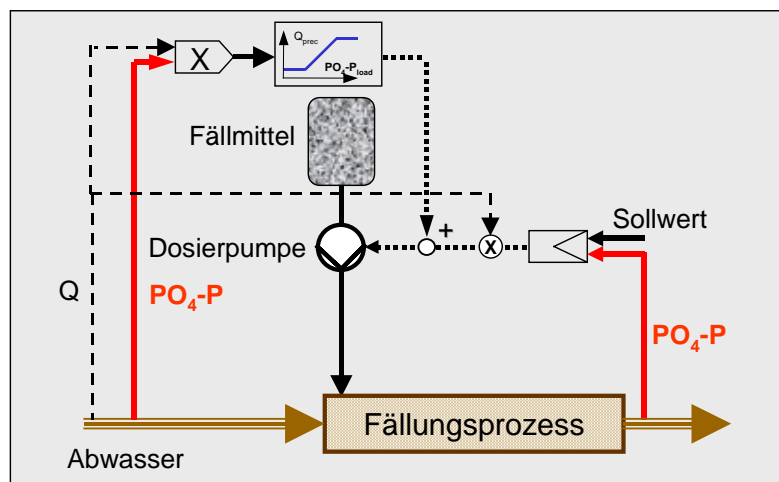 X
Q_prec
PO₄-P_load
Fällmittel
+
Sollwert
X
Dosierpumpe
Q
PO₄-P
PO₄-P
Fällungsprozess
Abwasser